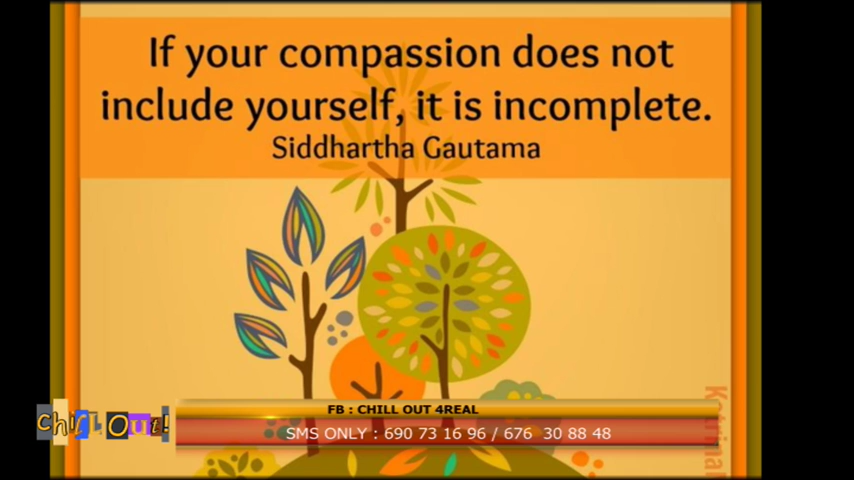 If your compassion does not
include yourself, it is incomplete.
Siddhartha Gautama
Chill Out!
FB : CHILL OUT 4REAL
SMS ONLY : 690 73 16 96 / 676 30 88 48